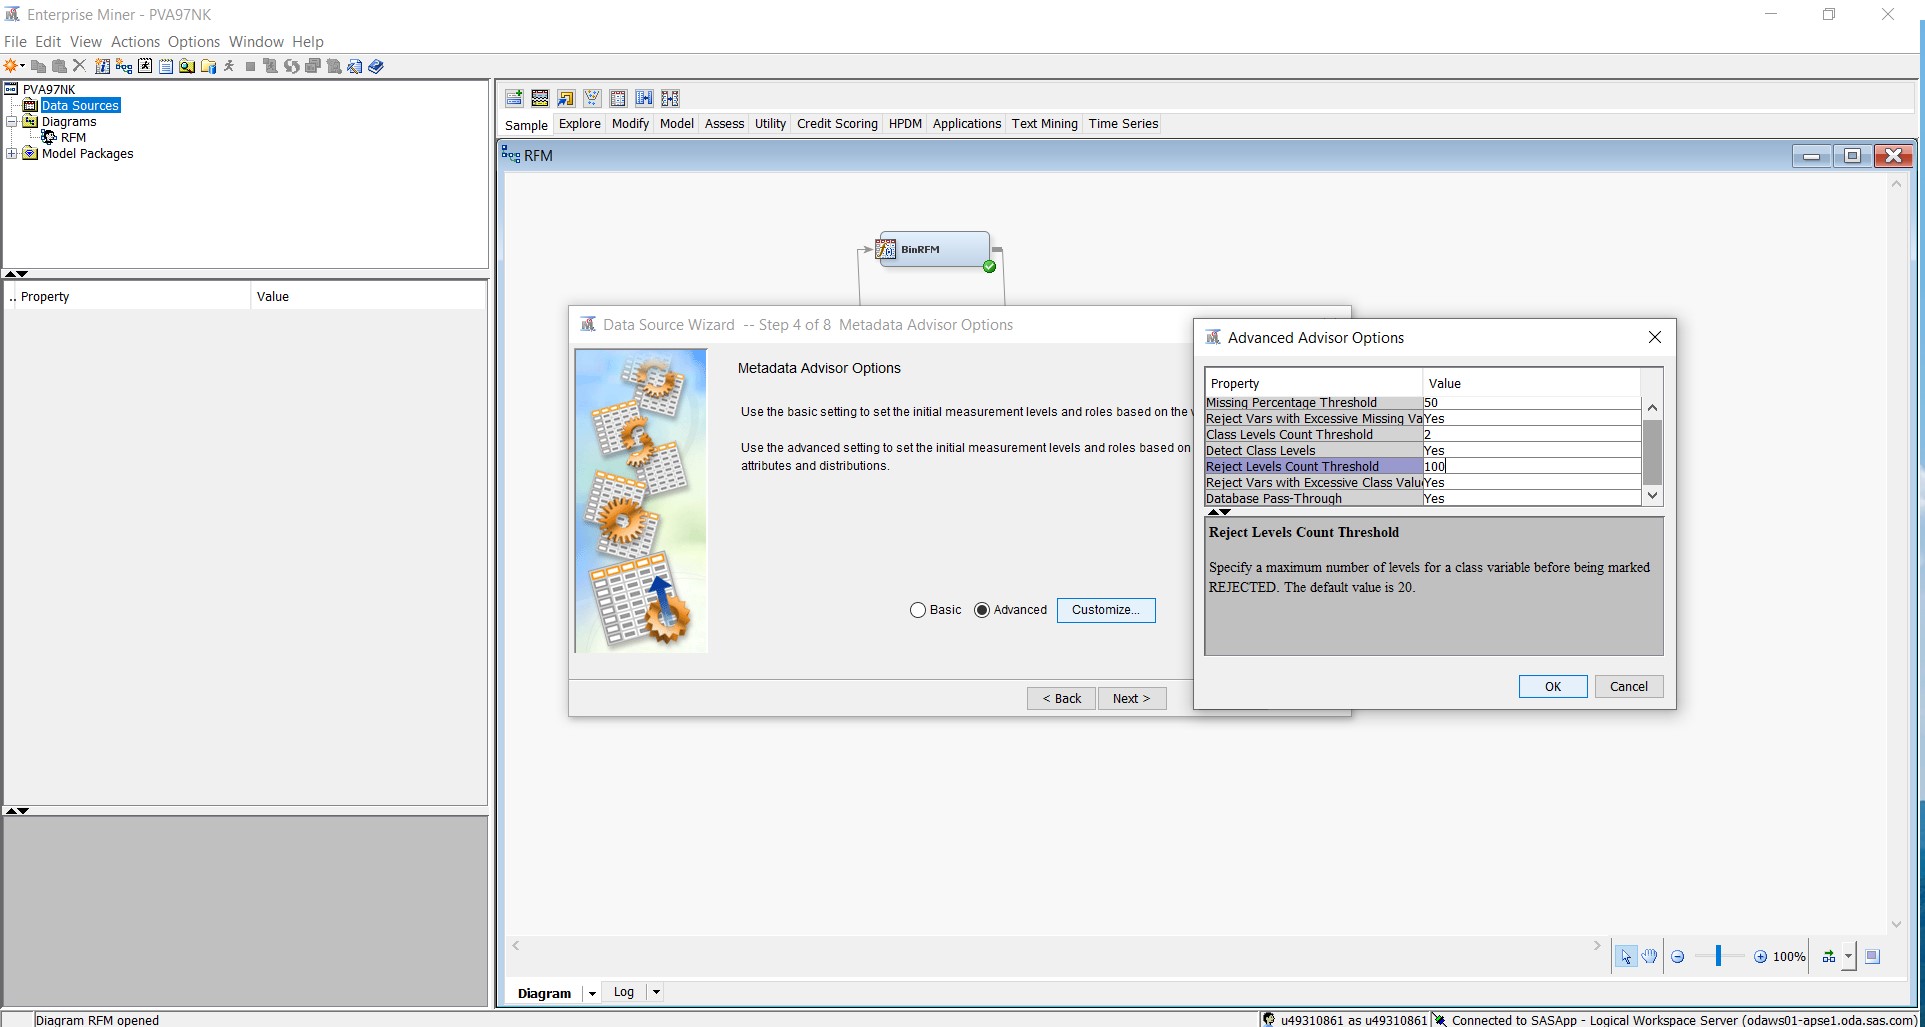 Enterprise Miner - PVA97NK
File Edit View Actions Options Window Help
PVA97NK
Data Sources
Diagrams
RFM
Model Packages
.. Property Value
Sample Explore Modify Model Assess Utility Credit Scoring HPDM Applications Text Mining Time Series
RFM
BinRFM
Data Source Wizard -- Step 4 of 8 Metadata Advisor Options
Metadata Advisor Options
Use the basic setting to set the initial measurement levels and roles based on the
Use the advanced setting to set the initial measurement levels and roles based on
attributes and distributions.
Basic Advanced Customize...
< Back Next >
Advanced Advisor Options
Property Value
Missing Percentage Threshold 50
Reject Vars with Excessive Missing Va Yes
Class Levels Count Threshold 2
Detect Class Levels Yes
Reject Levels Count Threshold 100
Reject Vars with Excessive Class Valu Yes
Database Pass-Through Yes
Reject Levels Count Threshold
Specify a maximum number of levels for a class variable before being marked
REJECTED. The default value is 20.
OK Cancel
100%
Diagram Log
Diagram RFM opened
u49310861 as u49310861 Connected to SASApp - Logical Workspace Server (odaws01-apse1.oda.sas.com)